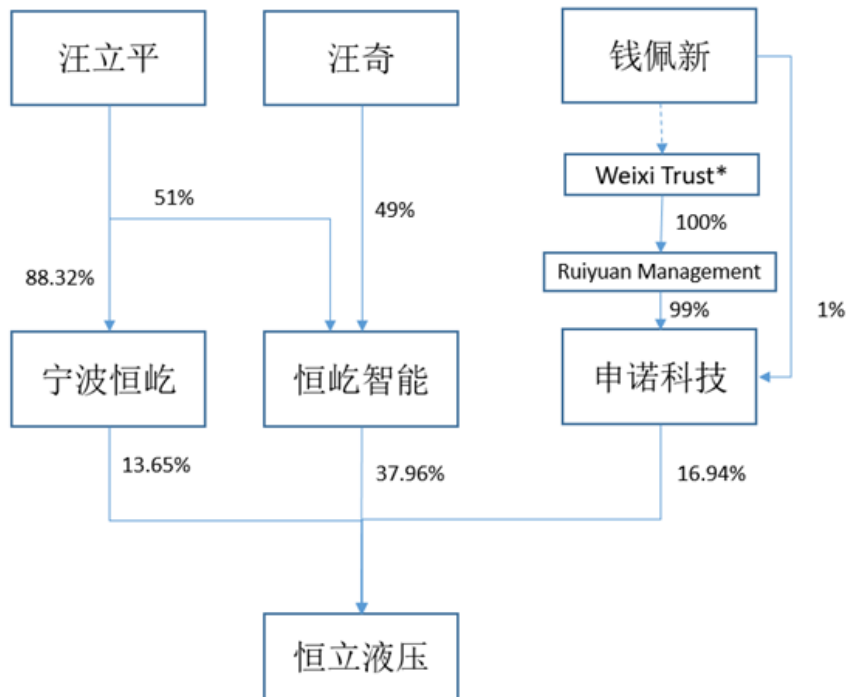 汪立平
汪奇
钱佩新
Weixi Trust*
51%
49%
100%
88.32%
Ruiyuan Management
99%
1%
宁波恒屹
恒屹智能
申诺科技
13.65%
37.96%
16.94%
恒立液压